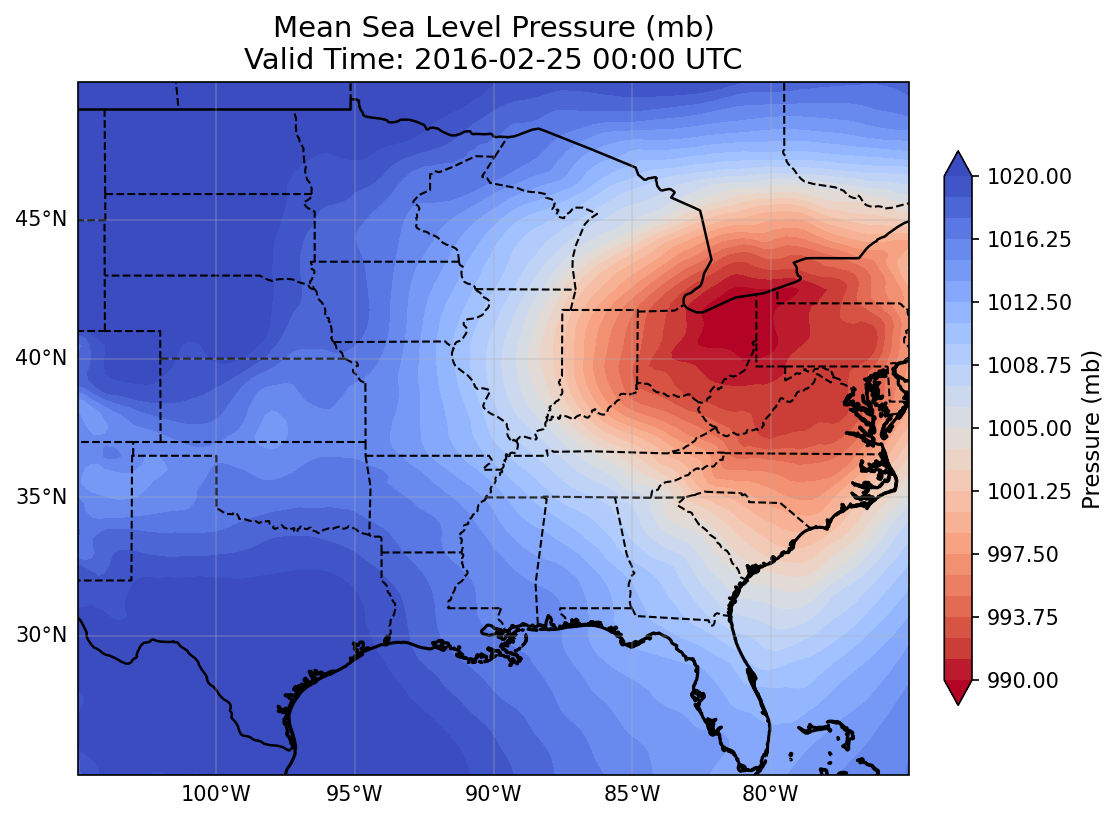 Mean Sea Level Pressure (mb)
Valid Time: 2016-02-25 00:00 UTC
45°N
40°N
35°N
30°N
100°W
95°W
90°W
85°W
80°W
1020.00
1016.25
1012.50
1008.75
1005.00
1001.25
997.50
993.75
990.00
Pressure (mb)